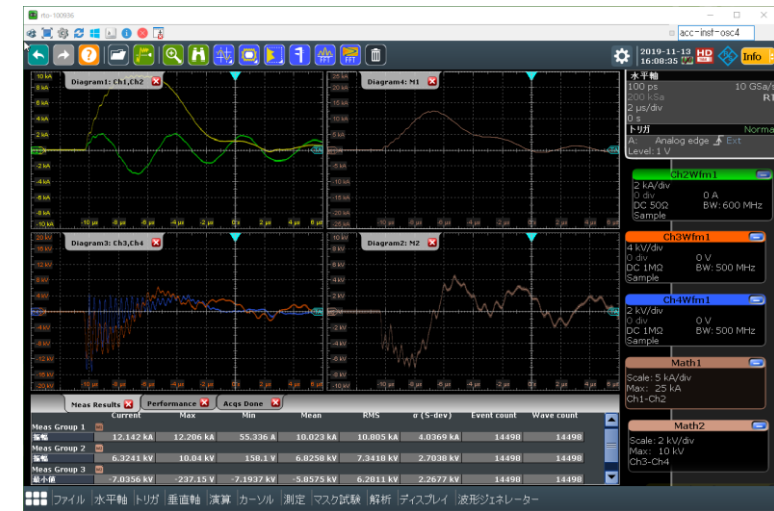 rto-100936
acc-inst-osc4
2019-11-13
16:08:35
HD
Info
水平軸
100 ps 10 GSa/s
200 kSa
2 µs/div
0 s
トリガ Norma
A: Analog edge Ext
Level: 1 V
Ch2Wfm1
2 kA/div
0 div 0 A
DC 50Ω BW: 600 MHz
Sample
Ch3Wfm1
4 kV/div
0 div 0 V
DC 1MΩ BW: 500 MHz
Sample
Ch4Wfm1
2 kV/div
0 div 0 V
DC 1MΩ BW: 500 MHz
Sample
Math1
Scale: 5 kA/div
Max: 25 kA
Ch1-Ch2
Math2
Scale: 2 kV/div
Max: 10 kV
Ch3-Ch4
Diagram1: Ch1,Ch2
Diagram4: M1
Diagram3: Ch3,Ch4
Diagram2: M2
Meas Results Performance Acqs Done
Current Max Min Mean RMS σ (S-dev) Event count Wave count
Meas Group 1
振幅 12.142 kA 12.206 kA 55.336 A 10.023 kA 10.805 kA 4.0369 kA 14498 14498
Meas Group 2
振幅 6.3241 kV 10.04 kV 158.1 V 6.8258 kV 7.3418 kV 2.7038 kV 14498 14498
Meas Group 3
最小値 -7.0356 kV -237.15 V -7.1937 kV -5.8575 kV 6.2811 kV 2.2677 kV 14498 14498
ファイル 水平軸 トリガ 垂直軸 演算 カーソル 測定 マスク試験 解析 ディスプレイ 波形ジェネレーター